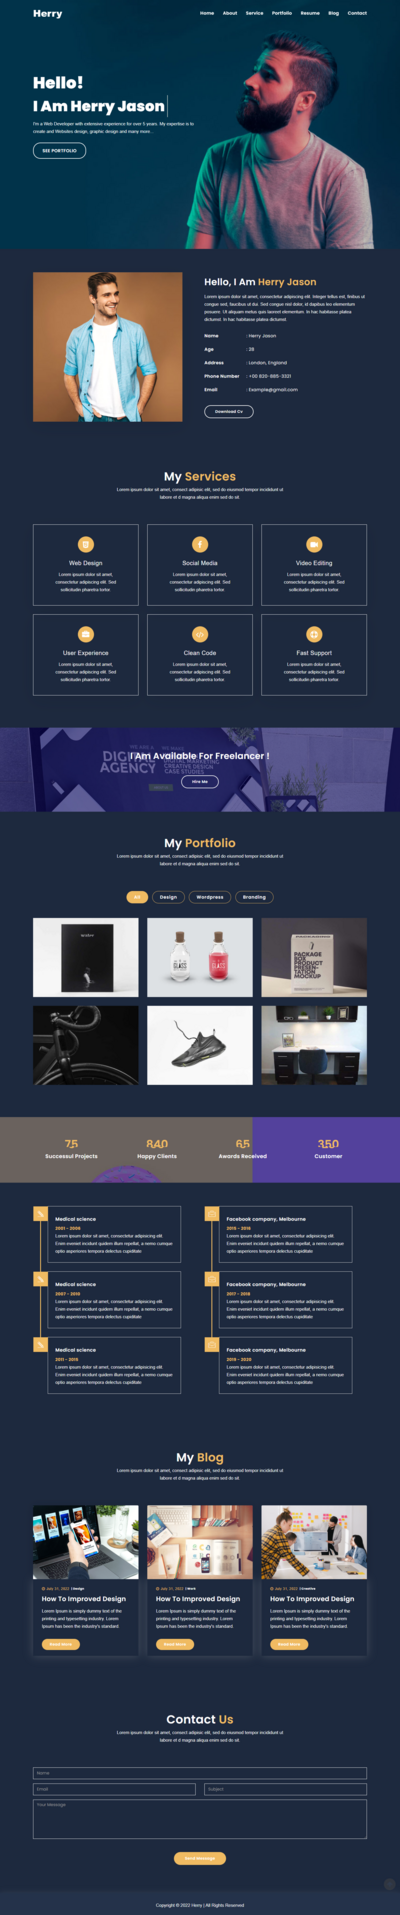 Herry
Home About Service Portfolio Resume Blog Contact
Hello!
I Am Herry Jason
I'm a Web Developer with extensive experience for over 5 years. My expertise is to
create and Websites design, graphic design and many more...
SEE PORTFOLIO
Hello, I Am Herry Jason
Lorem ipsum dolor sit amet, consectetur adipiscing elit. Integer tellus est, finibus ut
congue sed, faucibus ut dui. Sed congue nisl dolor, id dapibus leo elementum
posuere. Ut aliquam metus quis laoreet elementum. In hac habitasse platea
dictumst. In hac habitasse platea dictumst.
Name : Herry Jason
Age : 28
Address : London, England
Phone Number : +00 820-885-3321
Email : Example@gmail.com
Download Cv
My Services
Lorem ipsum dolor sit amet, consect adipisic elit, sed do eiusmod tempor incididunt ut
labore et d magna aliqua enim sed do sit.
Web Design
Lorem ipsum dolor sit amet,
consectetur adipiscing elit. Sed
sollicitudin pharetra tortor.
Social Media
Lorem ipsum dolor sit amet,
consectetur adipiscing elit. Sed
sollicitudin pharetra tortor.
Video Editing
Lorem ipsum dolor sit amet,
consectetur adipiscing elit. Sed
sollicitudin pharetra tortor.
User Experience
Lorem ipsum dolor sit amet,
consectetur adipiscing elit. Sed
sollicitudin pharetra tortor.
Clean Code
Lorem ipsum dolor sit amet,
consectetur adipiscing elit. Sed
sollicitudin pharetra tortor.
Fast Support
Lorem ipsum dolor sit amet,
consectetur adipiscing elit. Sed
sollicitudin pharetra tortor.
I Am Available For Freelancer !
DIGITAL
AGENCY
DIGITAL MARKETING
CREATIVE DESIGN
CASE STUDIES
Hire Me
My Portfolio
Lorem ipsum dolor sit amet, consect adipisic elit, sed do eiusmod tempor incididunt ut
labore et d magna aliqua enim sed do sit.
All Design Wordpress Branding
GLASS GLASS
PACKAGE
BOX
PRODUCT
PRESEN-
TATION
MOCKUP
75 840 65 350
Successul Projects Happy Clients Awards Received Customer
Medical science
2001 - 2006
Lorem ipsum dolor sit amet, consectetur adipisicing elit.
Enim eveniet incidunt quidem illum repellat, a nemo cumque
optio asperiores tempora delectus cupiditate
Medical science
2007 - 2010
Lorem ipsum dolor sit amet, consectetur adipisicing elit.
Enim eveniet incidunt quidem illum repellat, a nemo cumque
optio asperiores tempora delectus cupiditate
Medical science
2011 - 2015
Lorem ipsum dolor sit amet, consectetur adipisicing elit.
Enim eveniet incidunt quidem illum repellat, a nemo cumque
optio asperiores tempora delectus cupiditate
Facebook company, Melbourne
2015 - 2016
Lorem ipsum dolor sit amet, consectetur adipisicing elit.
Enim eveniet incidunt quidem illum repellat, a nemo cumque
optio asperiores tempora delectus cupiditate
Facebook company, Melbourne
2017 - 2018
Lorem ipsum dolor sit amet, consectetur adipisicing elit.
Enim eveniet incidunt quidem illum repellat, a nemo cumque
optio asperiores tempora delectus cupiditate
Facebook company, Melbourne
2019 - 2020
Lorem ipsum dolor sit amet, consectetur adipisicing elit.
Enim eveniet incidunt quidem illum repellat, a nemo cumque
optio asperiores tempora delectus cupiditate
My Blog
Lorem ipsum dolor sit amet, consect adipisic elit, sed do eiusmod tempor incididunt ut
labore et d magna aliqua enim sed do sit.
July 31, 2022 | Design
How To Improved Design
Lorem Ipsum is simply dummy text of the
printing and typesetting industry. Lorem
Ipsum has been the industry's standard.
Read More
July 31, 2022 | Work
How To Improved Design
Lorem Ipsum is simply dummy text of the
printing and typesetting industry. Lorem
Ipsum has been the industry's standard.
Read More
July 31, 2022 | Creative
How To Improved Design
Lorem Ipsum is simply dummy text of the
printing and typesetting industry. Lorem
Ipsum has been the industry's standard.
Read More
Contact Us
Lorem ipsum dolor sit amet, consect adipisic elit, sed do eiusmod tempor incididunt ut
labore et d magna aliqua enim sed do sit.
Name
Email
Subject
Your Message
Send Message
Copyright © 2022 Herry | All Rights Reserved